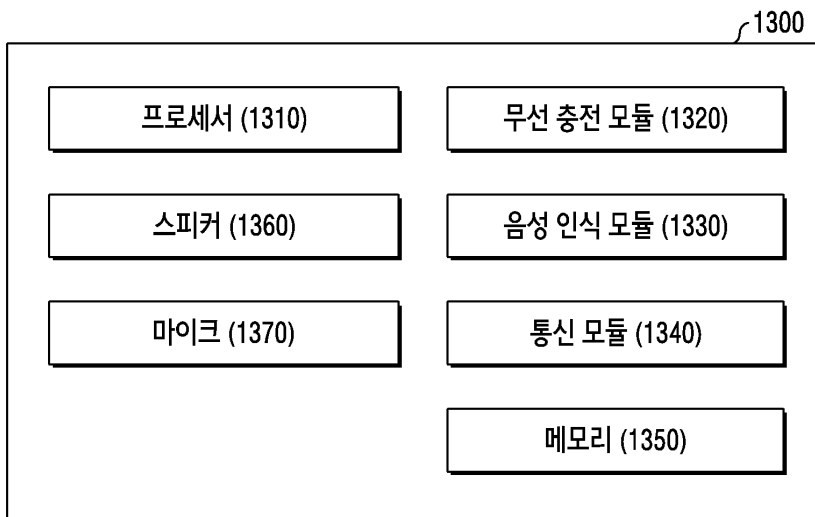 1300
프로세서 (1310)
무선 충전 모듈 (1320)
스피커 (1360)
음성 인식 모듈 (1330)
마이크 (1370)
통신 모듈 (1340)
메모리 (1350)